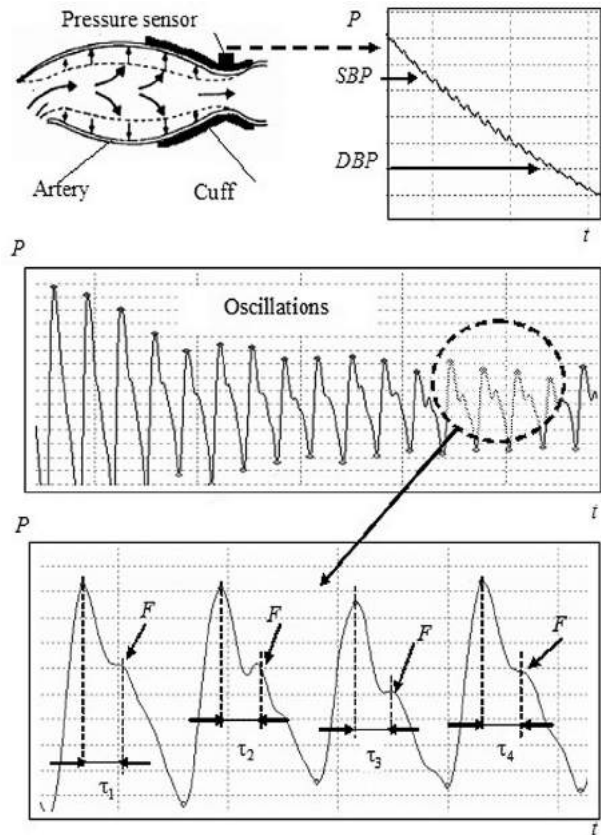 Pressure sensor
P
SBP
DBP
t
Artery
Cuff
P
Oscillations
t
P
F
F
F
F
τ1
τ2
τ3
τ4
t